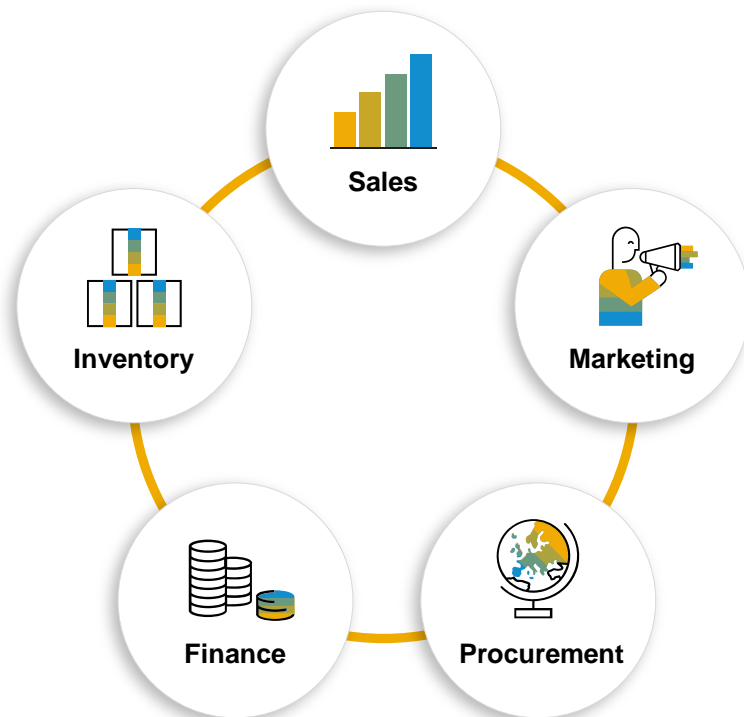 Sales
Inventory
Marketing
Finance
Procurement